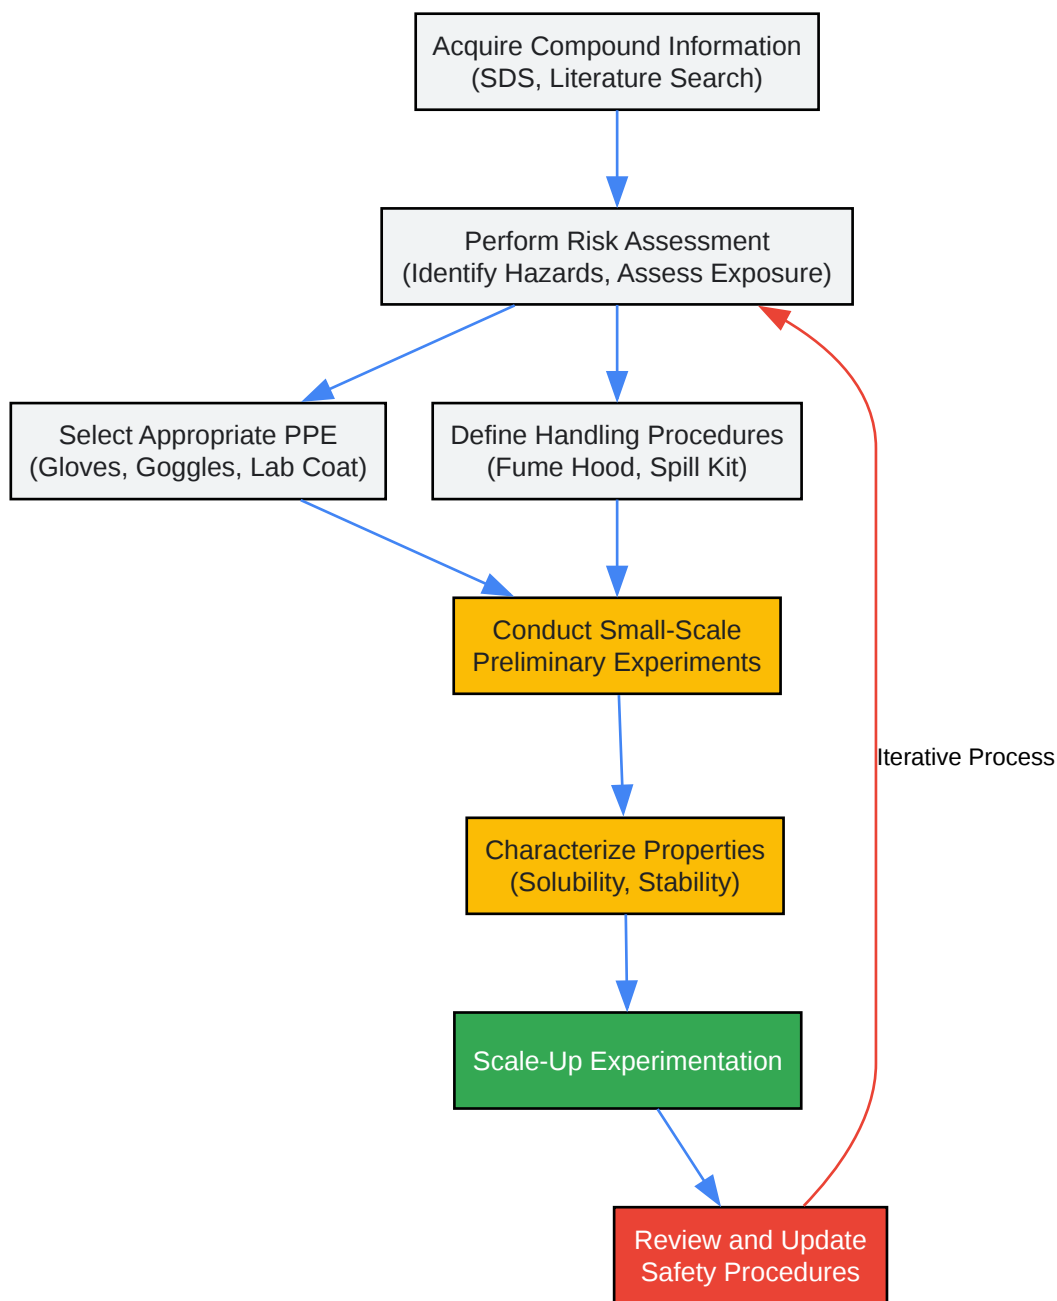 Acquire Compound Information
(SDS, Literature Search)
Perform Risk Assessment
(Identify Hazards, Assess Exposure)
Select Appropriate PPE
(Gloves, Goggles, Lab Coat)
Define Handling Procedures
(Fume Hood, Spill Kit)
Conduct Small-Scale
Preliminary Experiments
Iterative Process
Characterize Properties
(Solubility, Stability)
Scale-Up Experimentation
Review and Update
Safety Procedures